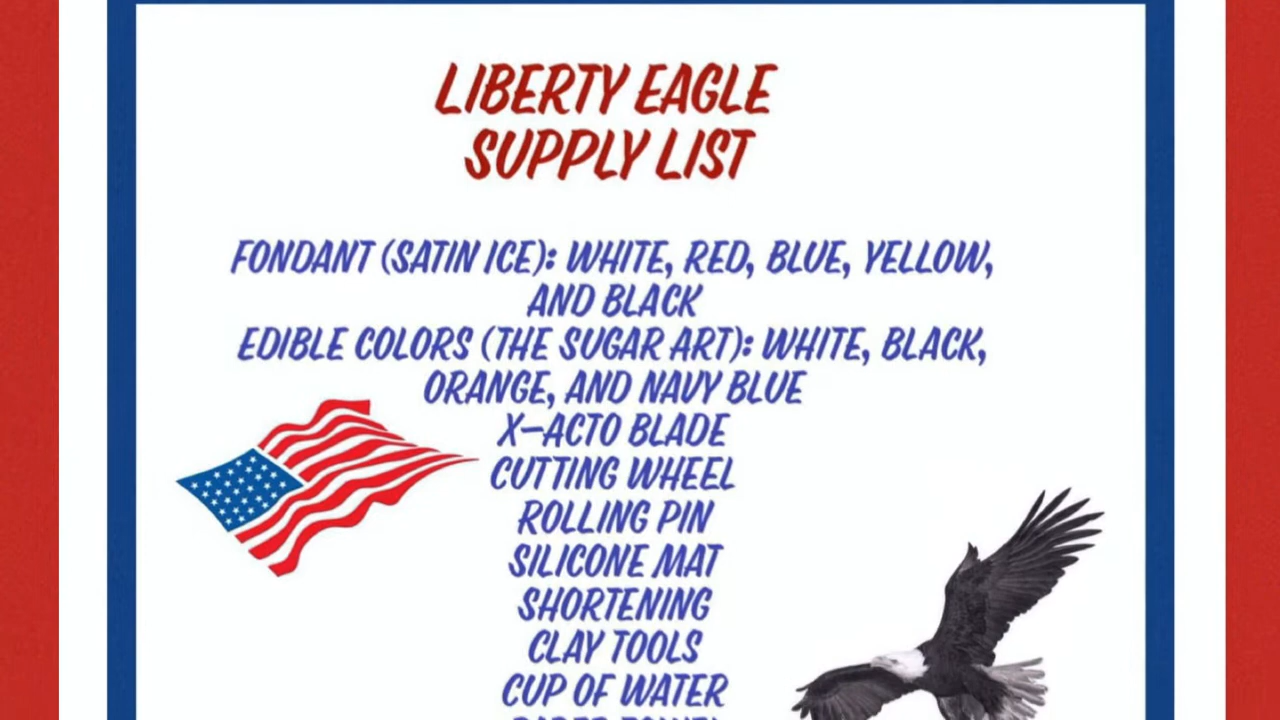 LIBERTY EAGLE
SUPPLY LIST
FONDANT (SATIN ICE): WHITE, RED, BLUE, YELLOW,
AND BLACK
EDIBLE COLORS (THE SUGAR ART): WHITE, BLACK,
ORANGE, AND NAVY BLUE
X-ACTO BLADE
CUTTING WHEEL
ROLLING PIN
SILICONE MAT
SHORTENING
CLAY TOOLS
CUP OF WATER